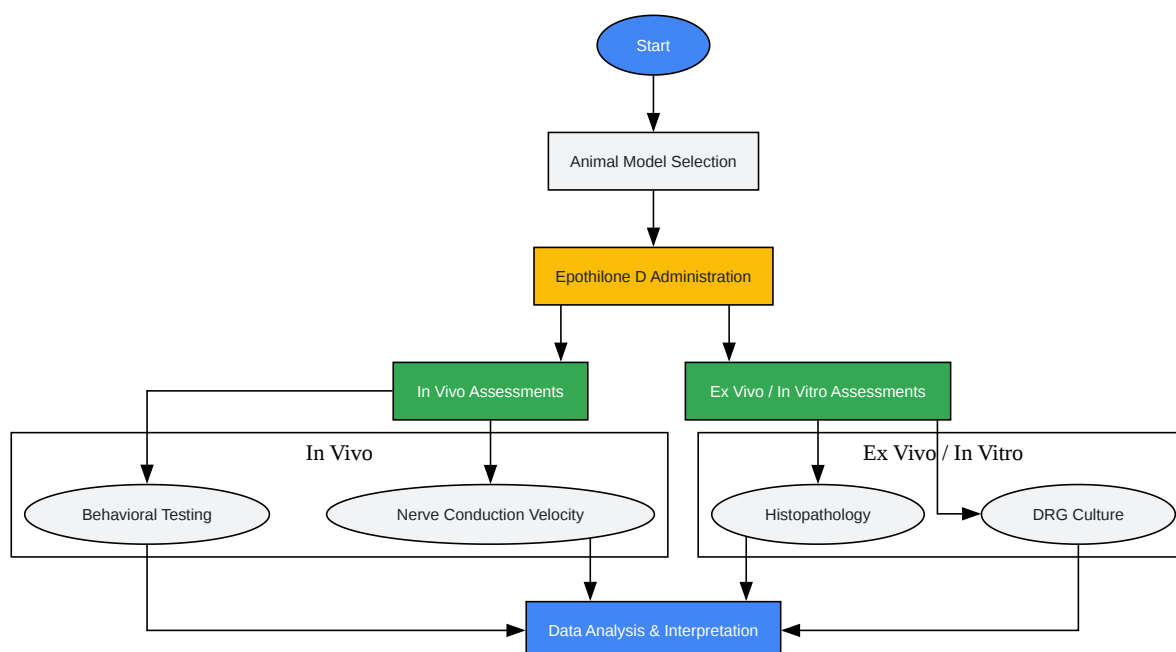 Start
Animal Model Selection
Epothilone D Administration
In Vivo Assessments
Ex Vivo / In Vitro Assessments
In Vivo
Ex Vivo / In Vitro
Behavioral Testing
Nerve Conduction Velocity
Histopathology
DRG Culture
Data Analysis & Interpretation